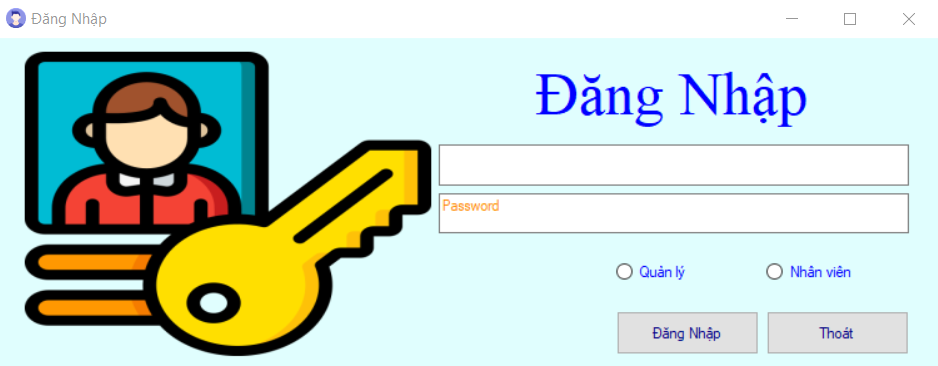 Đăng Nhập
Đăng Nhập
Password
Quản lý Nhân viên
Đăng Nhập Thoát